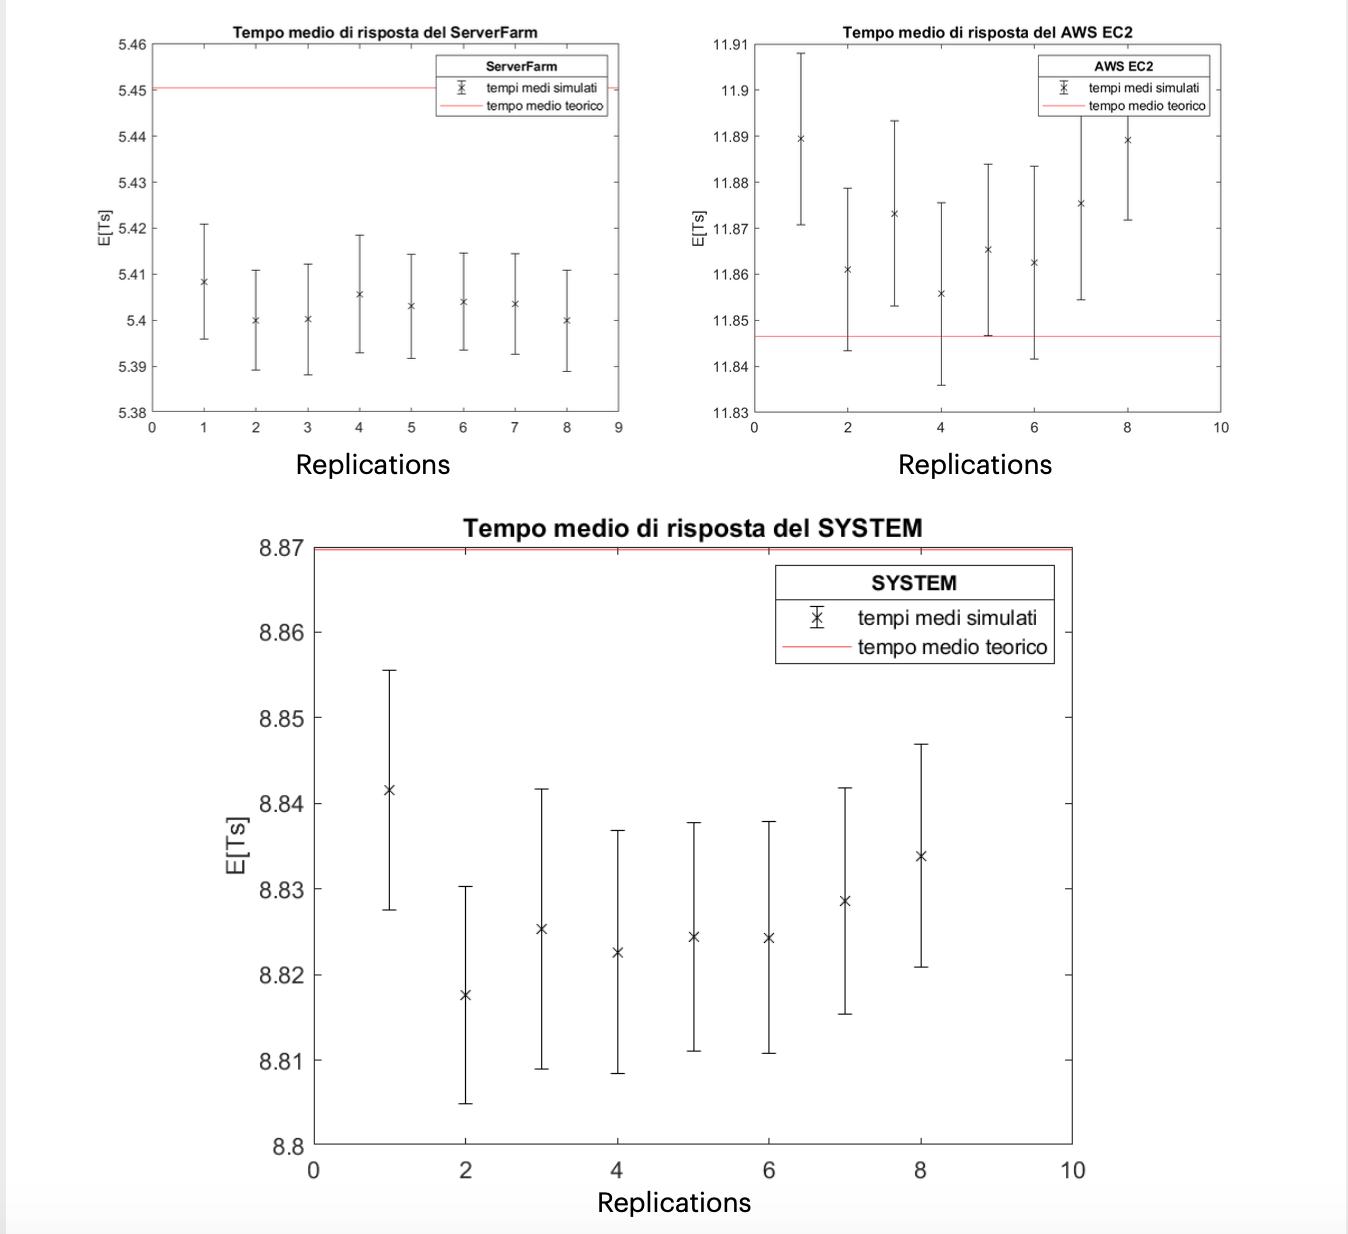 Tempo medio di risposta del ServerFarm
5.46
5.45
5.44
5.43
5.42
5.41
5.4
5.39
5.38
E[Ts]
ServerFarm
tempi medi simulati
tempo medio teorico
0 1 2 3 4 5 6 7 8 9
Replications
Tempo medio di risposta del AWS EC2
11.91
11.9
11.89
11.88
11.87
11.86
11.85
11.84
11.83
E[Ts]
AWS EC2
tempi medi simulati
tempo medio teorico
0 2 4 6 8 10
Replications
Tempo medio di risposta del SYSTEM
8.87
8.86
8.85
8.84
8.83
8.82
8.81
8.8
E[Ts]
SYSTEM
tempi medi simulati
tempo medio teorico
0 2 4 6 8 10
Replications